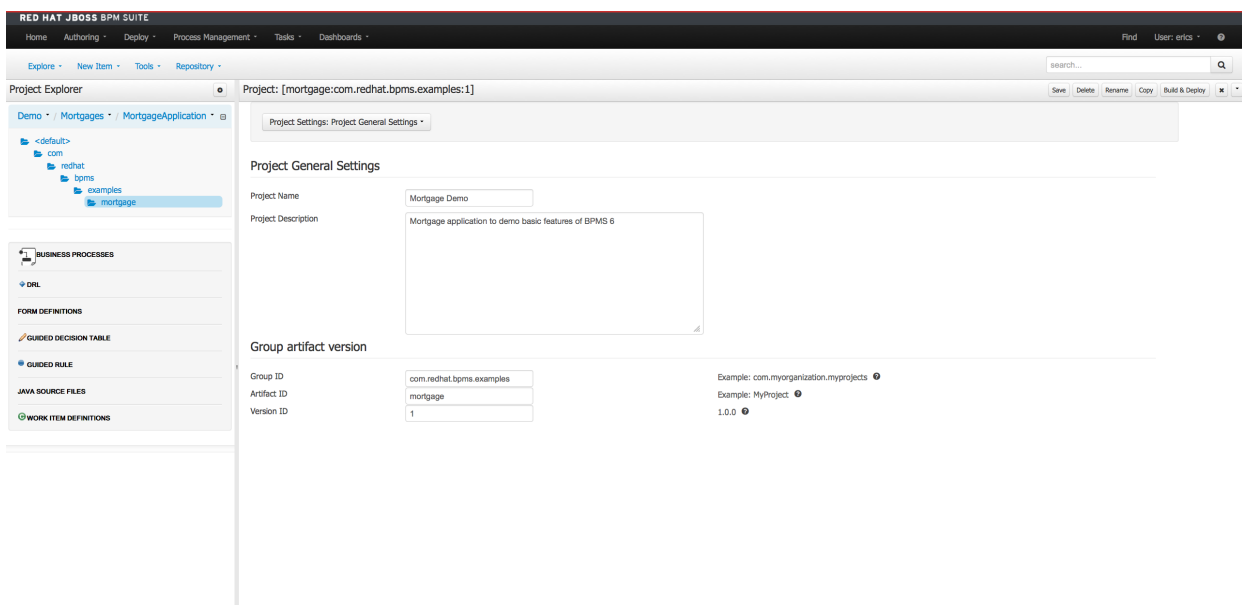 RED HAT JBOSS BPM SUITE
Home Authoring Deploy Process Management Tasks Dashboards Find User: erics
Explore New Item Tools Repository search...
Project Explorer Project: [mortgage:com.redhat.bpms.examples:1] Save Delete Rename Copy Build & Deploy
Demo / Mortgages / MortgageApplication
Project Settings: Project General Settings
<default>
com
redhat
bpms
examples
mortgage
Project General Settings
Project Name Mortgage Demo
Project Description Mortgage application to demo basic features of BPMS 6
BUSINESS PROCESSES
DRL
FORM DEFINITIONS
GUIDED DECISION TABLE
GUIDED RULE
JAVA SOURCE FILES
WORK ITEM DEFINITIONS
Group artifact version
Group ID com.redhat.bpms.examples Example: com.myorganization.myprojects
Artifact ID mortgage Example: MyProject
Version ID 1 1.0.0